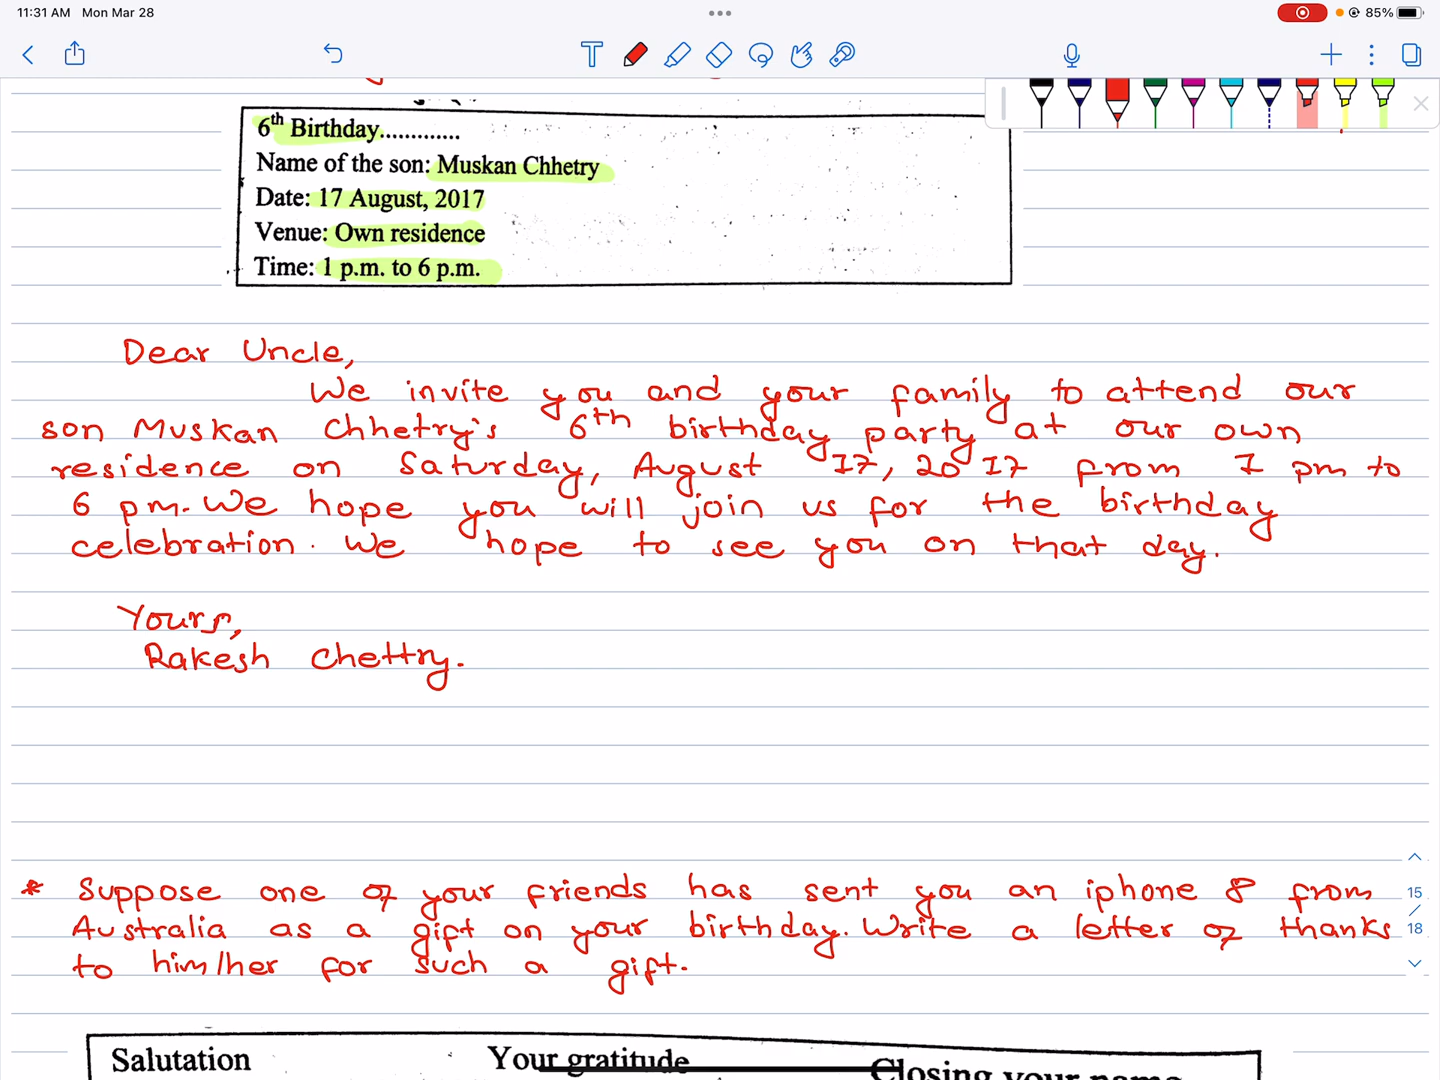 11:31 AM Mon Mar 28
85%
6th Birthday.............
Name of the son: Muskan Chhetry
Date: 17 August, 2017
Venue: Own residence
Time: 1 p.m. to 6 p.m.
Dear Uncle,
We invite you and your family to attend our
son Muskan Chhetry's 6th birthday party at our own
residence on Saturday, August 17, 2017 from 1 pm to
6 pm. We hope you will join us for the birthday
celebration. We hope to see you on that day.
Yours,
Rakesh Chettry.
* Suppose one of your friends has sent you an iphone 8 from
Australia as a gift on your birthday. Write a letter of thanks
to him/her for such a gift.
15/18
Salutation Your gratitude Closing your name